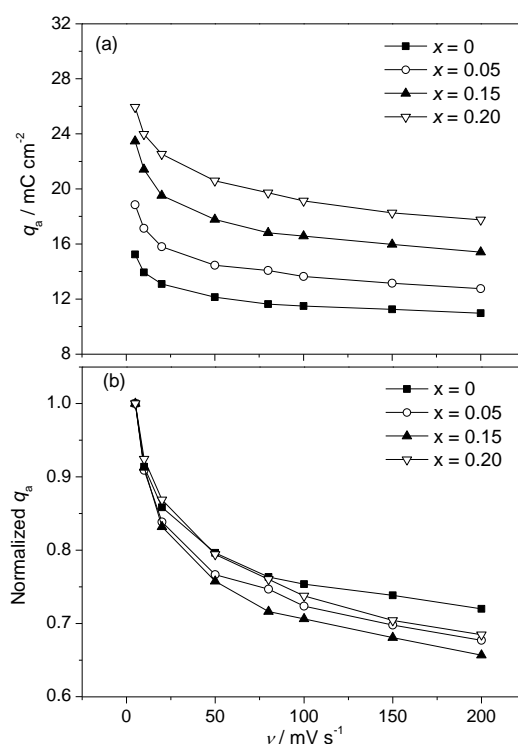 (a)
x = 0
x = 0.05
x = 0.15
x = 0.20
32
28
24
20
16
12
8
qₐ / mC cm⁻²
(b)
x = 0
x = 0.05
x = 0.15
x = 0.20
1.0
0.9
0.8
0.7
0.6
Normalized qₐ
0 50 100 150 200
ν / mV s⁻¹